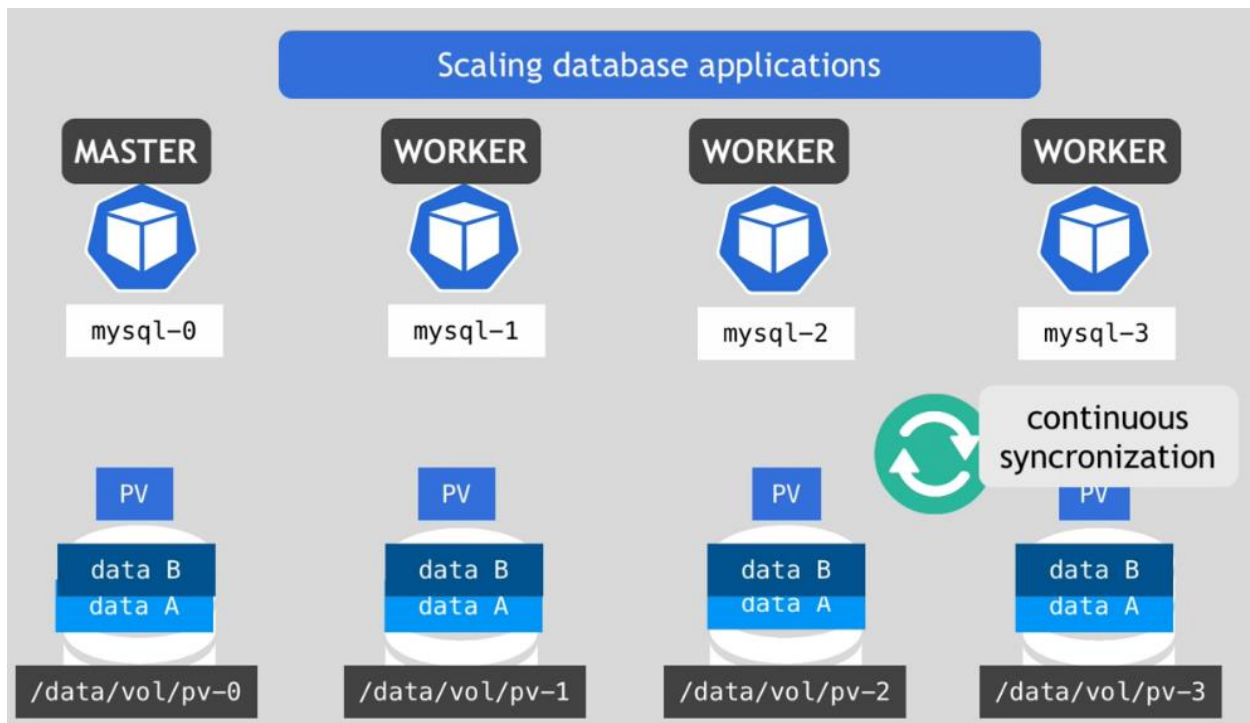 Scaling database applications
MASTER
WORKER
WORKER
WORKER
mysql-0
mysql-1
mysql-2
mysql-3
continuous
syncronization
PV
PV
PV
PV
data B
data B
data B
data B
data A
data A
data A
data A
/data/vol/pv-0
/data/vol/pv-1
/data/vol/pv-2
/data/vol/pv-3